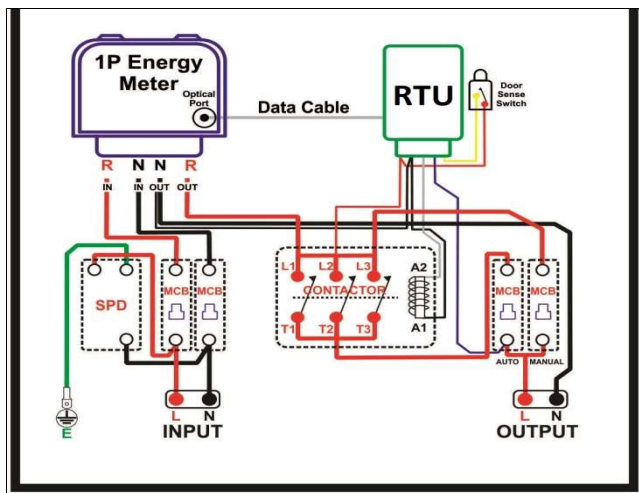 1P Energy
Meter
Optical
Port
Data Cable
RTU
Door
Sense
Switch
R N N R
IN IN OUT OUT
L1 L2 L3 A2
CONTACTOR
T1 T2 T3 A1
SPD
MCB MCB
MCB MCB
AUTO MANUAL
E
L N
INPUT
L N
OUTPUT